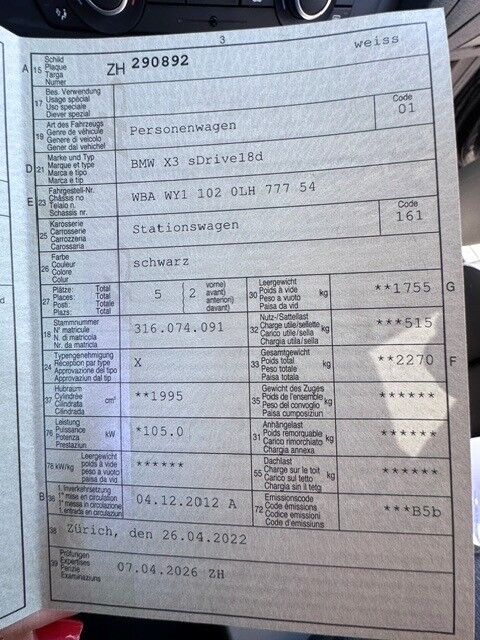 3
weiss
A 15 Schild
Plaque
Targa
Numer
ZH 290892
17 Bes. Verwendung
Usage spécial
Uso speciale
Diever spezial
Code
01
19 Art des Fahrzeugs
Genre de véhicule
Genere di veicolo
Gener dal vehichel
Personenwagen
D 21 Marke und Typ
Marque et type
Marca e tipo
Marca e tip
BMW X3 sDrive18d
E 23 Fahrgestell-Nr.
Châssis no
Telaio n.
Schassis nr.
WBA WY1 102 0LH 777 54
25 Karosserie
Carrosserie
Carrozzeria
Carossaria
Stationswagen
Code
161
26 Farbe
Couleur
Colore
Colur
schwarz
27 Plätze: Total
Places: Total
Posti: Totale
Plazs: Total
5 ( 2 vorne)
avant)
anteriori)
davant)
30 Leergewicht
Poids à vide
Peso a vuoto
Paisa da vid
kg
**1755
G
18 Stammnummer
N° matricule
N. di matricola
Nr. da matricla
316.074.091
32 Nutz-/Sattellast
Charge utile/sellette
Carico utile/sella
Chargia utila/sella
kg
***515
24 Typengenehmigung
Réception par type
Approvazione del tipo
Approvaziun dal tip
X
33 Gesamtgewicht
Poids total
Peso totale
Paisa totala
kg
**2270
F
37 Hubraum
Cylindrée
Cilindrata
Cilindrada
cm³
**1995
35 Gewicht des Zuges
Poids de l'ensemble
Peso del convoglio
Paisa cumposiziun
kg
******
76 Leistung
Puissance
Potenza
Prestaziun
kW
*105.0
31 Anhängelast
Poids remorquable
Carico rimorchiato
Chargia annexa
kg
******
78 kW/kg
Leergewicht
poids à vide
peso a vuoto
paisa da vid
******
55 Dachlast
Charge sur le toit
Carico sul tetto
Chargia sin il tetg
kg
******
B 36 1. Inverkehrsetzung
1re mise en circulation
1a messa in circolazione
1. entrada en circulaziun
04.12.2012 A
72 Emissionscode
Code émissions
Codice emissioni
Code d'emissiuns
***B5b
38 Zürich, den 26.04.2022
39 Prüfungen
Expertises
Perizie
Examinaziuns
07.04.2026 ZH